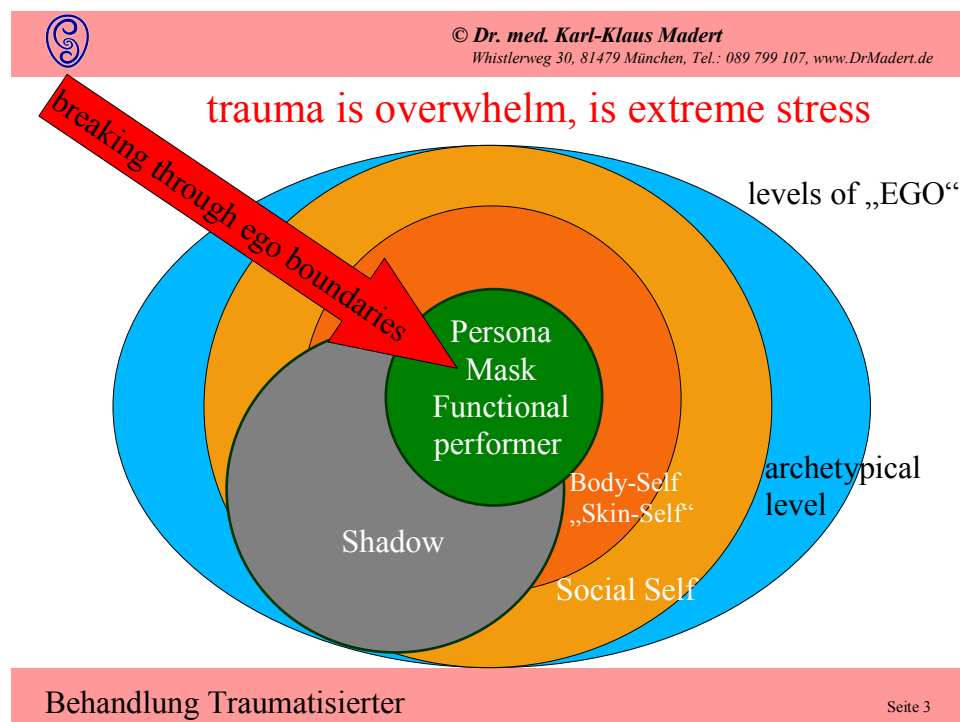 © Dr. med. Karl-Klaus Madert
Whistlerweg 30, 81479 München, Tel.: 089 799 107, www.DrMadert.de
trauma is overwhelm, is extreme stress
breaking through ego boundaries
levels of „EGO“
Persona
Mask
Functional
performer
archetypical
level
Body-Self
„Skin-Self“
Shadow
Social Self
Behandlung Traumatisierter
Seite 3